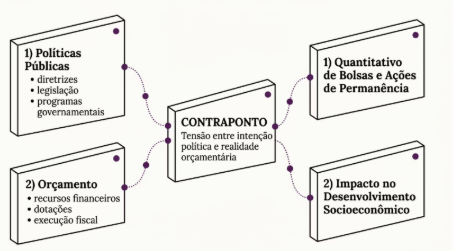 1) Políticas
Públicas
• diretrizes
• legislação
• programas
governamentais
2) Orçamento
• recursos financeiros
• dotações
• execução fiscal
CONTRAPONTO
Tensão entre intenção
política e realidade
orçamentária
1) Quantitativo
de Bolsas e Ações
de Permanência
2) Impacto no
Desenvolvimento
Socioeconômico